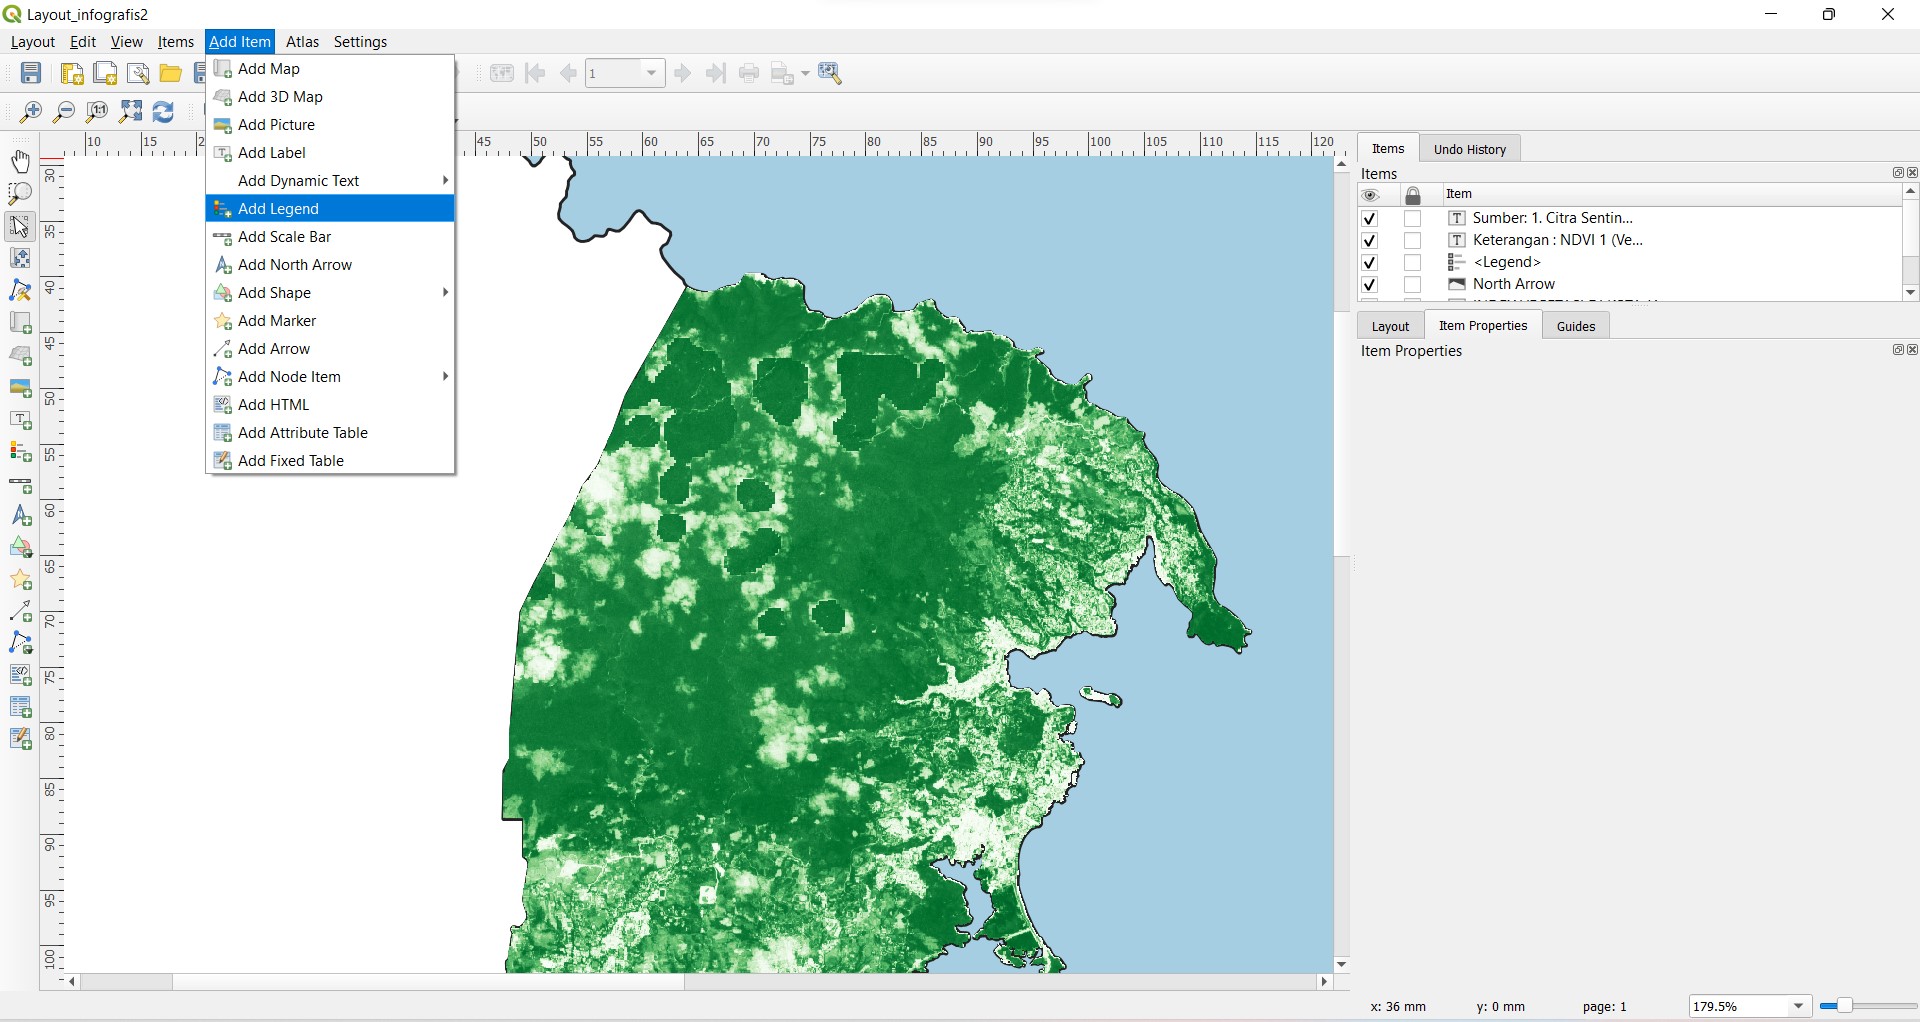 Layout_infografis2
Layout Edit View Items Add Item Atlas Settings
1
Add Map
Add 3D Map
Add Picture
Add Label
Add Dynamic Text
Add Legend
Add Scale Bar
Add North Arrow
Add Shape
Add Marker
Add Arrow
Add Node Item
Add HTML
Add Attribute Table
Add Fixed Table
10 15 45 50 55 60 65 70 75 80 85 90 95 100 105 110 115 120
30
35
40
45
50
55
60
65
70
75
80
85
90
95
100
Items Undo History
Items
Item
Sumber: 1. Citra Sentin...
Keterangan : NDVI 1 (Ve...
<Legend>
North Arrow
Layout Item Properties Guides
Item Properties
x: 36 mm y: 0 mm page: 1 179.5%